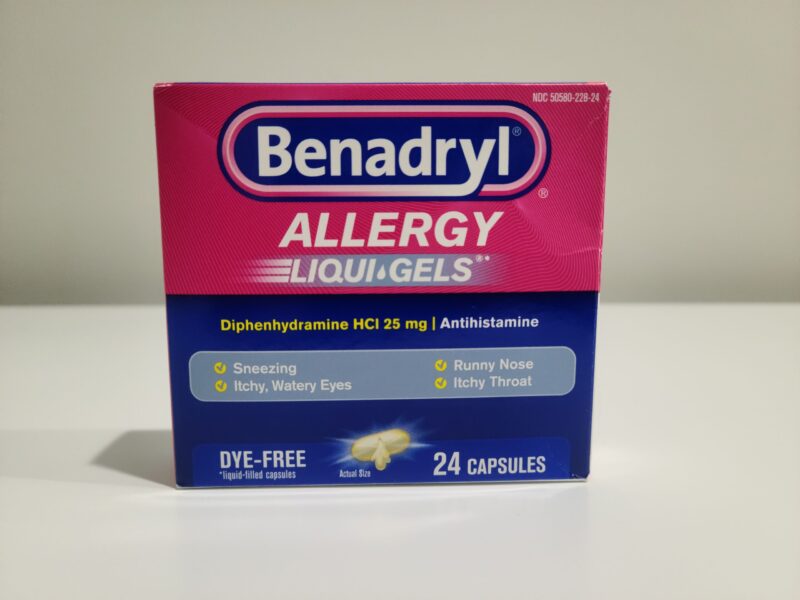 NDC 50580-228-24
Benadryl®
®
ALLERGY
LIQUI•GELS®*
Diphenhydramine HCl 25 mg | Antihistamine
Sneezing
Runny Nose
Itchy, Watery Eyes
Itchy Throat
DYE-FREE
*liquid-filled capsules
Actual Size
24 CAPSULES